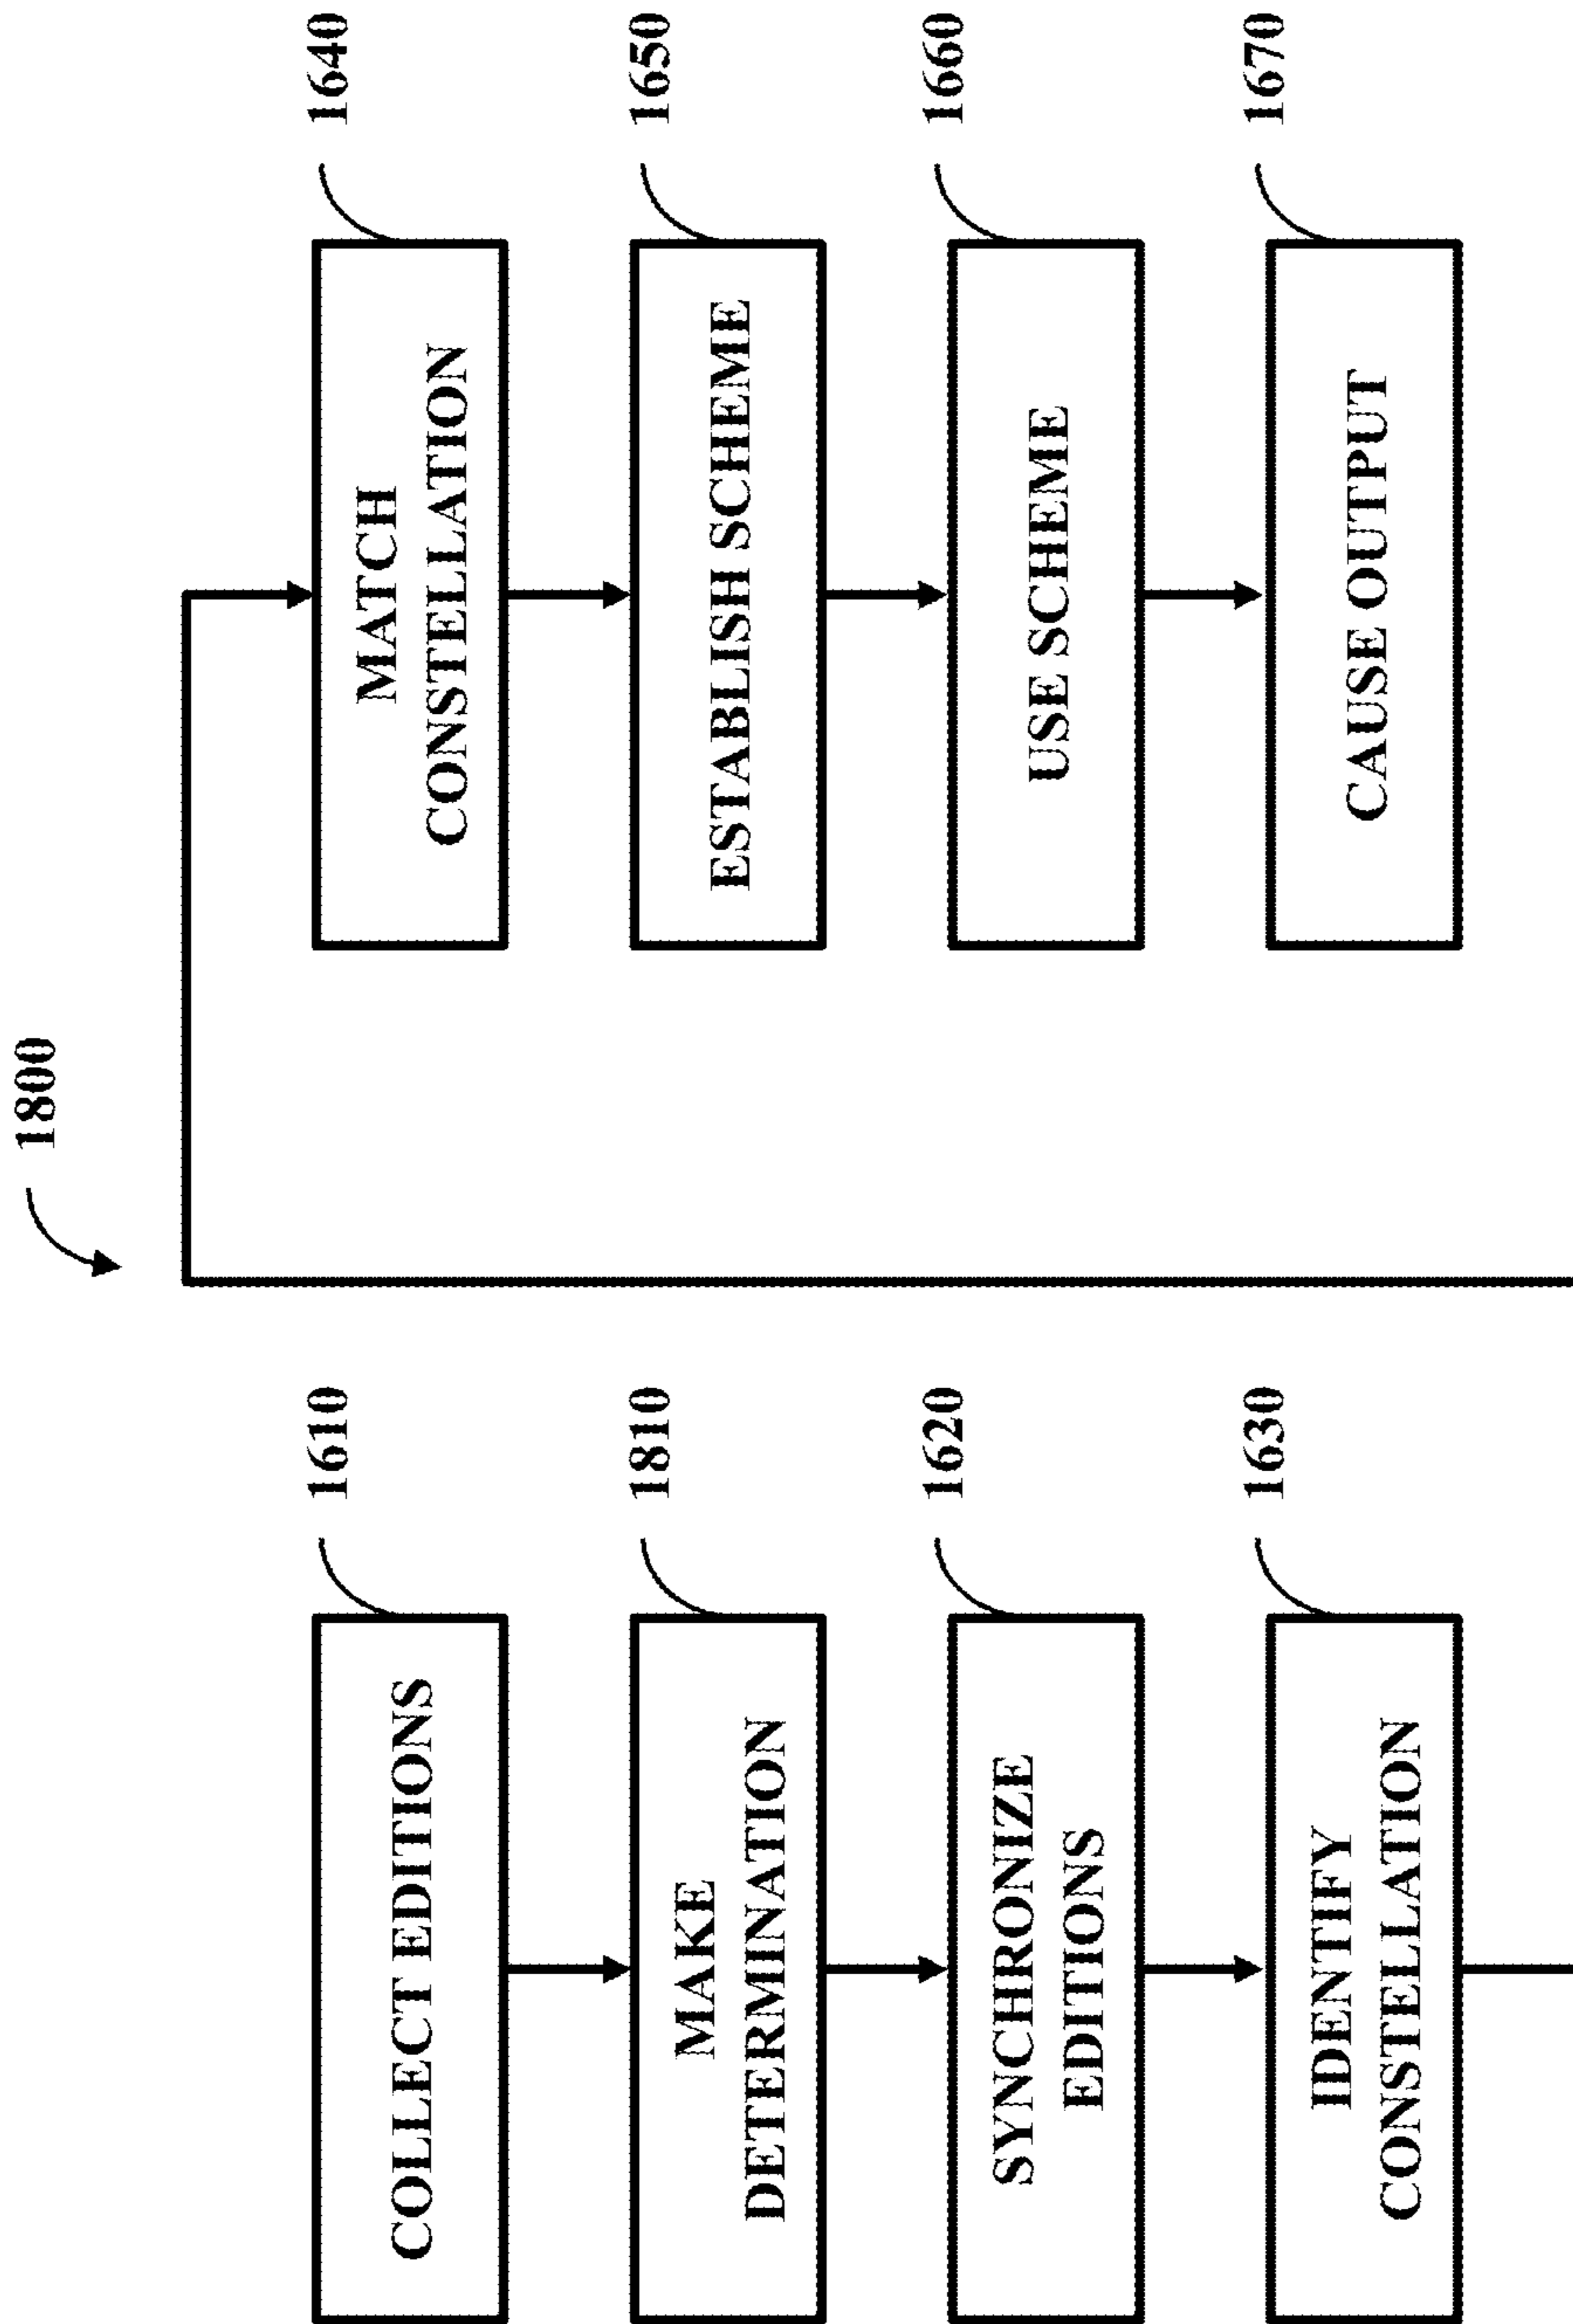 1800
1610
COLLECT EDITIONS
1810
MAKE
DETERMINATION
1620
SYNCHRONIZE
EDITIONS
1630
IDENTIFY
CONSTELLATION
1640
MATCH
CONSTELLATION
1650
ESTABLISH SCHEME
1660
USE SCHEME
1670
CAUSE OUTPUT